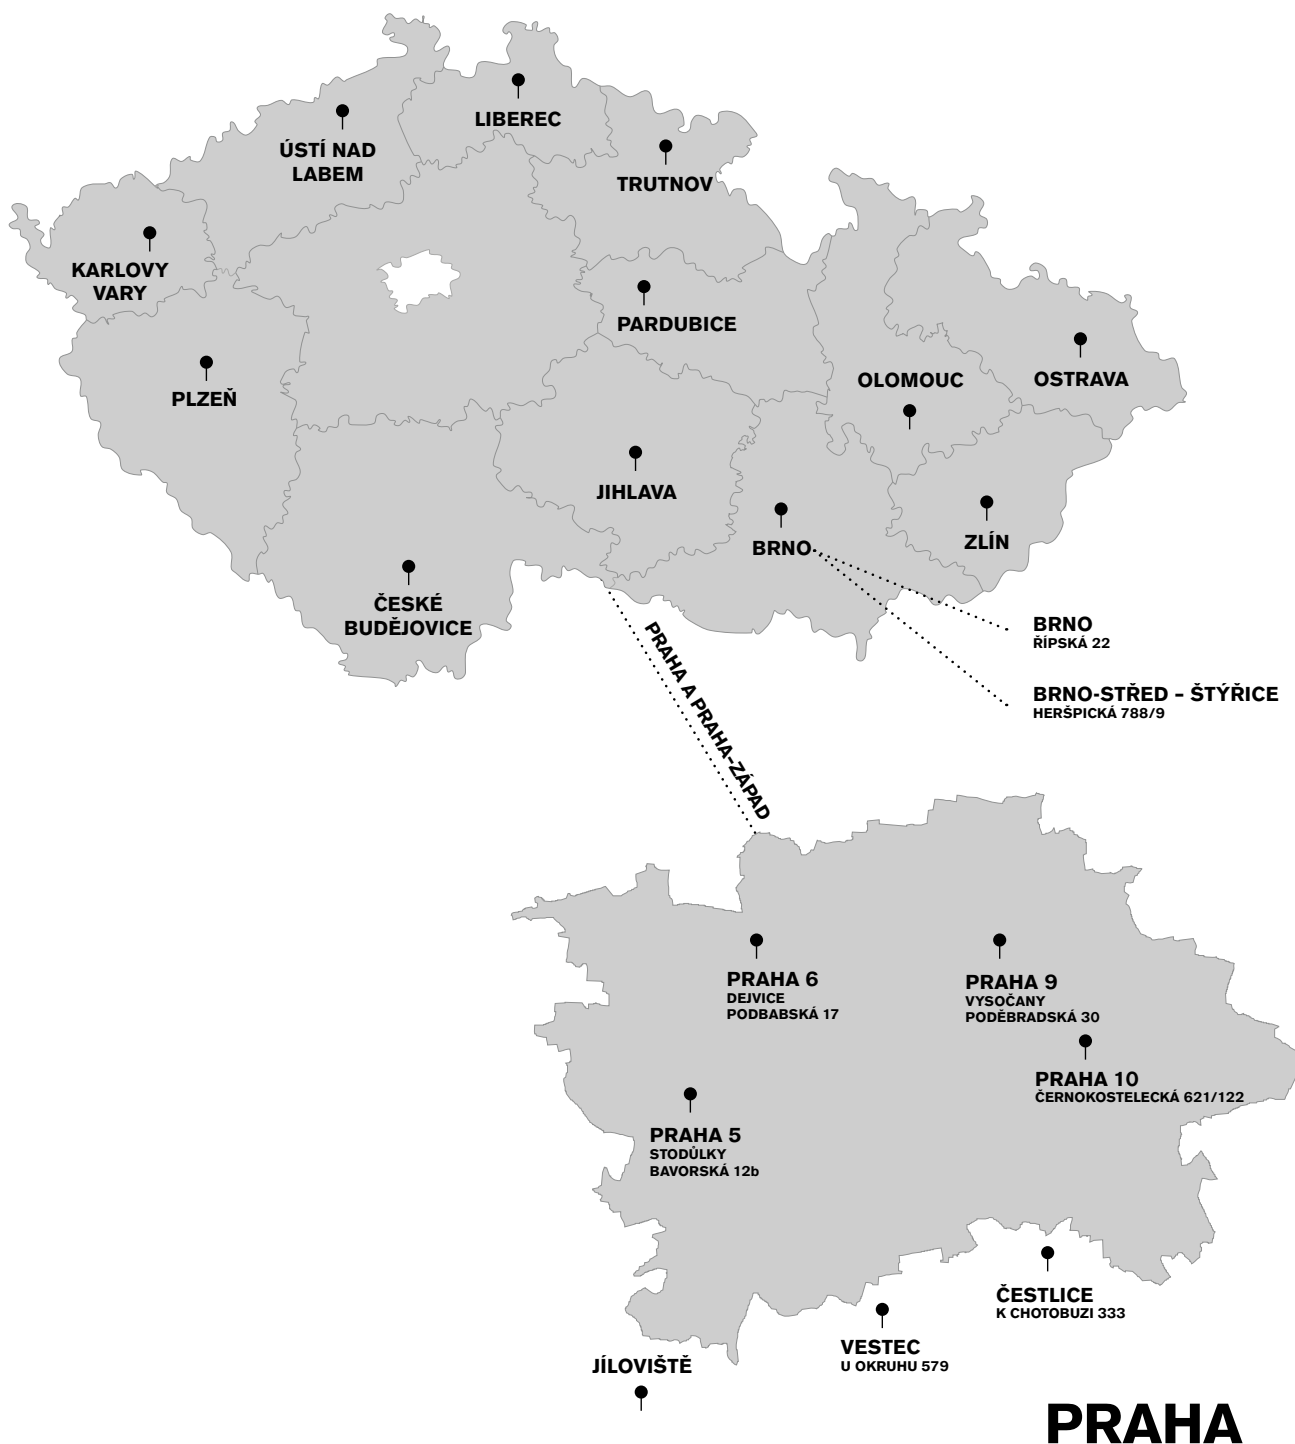 LIBEREC
ÚSTÍ NAD
LABEM
TRUTNOV
KARLOVY
VARY
PARDUBICE
PLZEŇ
OLOMOUC
OSTRAVA
JIHLAVA
BRNO
ZLÍN
ČESKÉ
BUDĚJOVICE
BRNO
ŘÍPSKÁ 22
BRNO-STŘED – ŠTÝŘICE
HERŠPICKÁ 788/9
PRAHA A PRAHA-ZÁPAD
PRAHA 6
DEJVICE
PODBABSKÁ 17
PRAHA 9
VYSOČANY
PODĚBRADSKÁ 30
PRAHA 10
ČERNOKOSTELECKÁ 621/122
PRAHA 5
STODŮLKY
BAVORSKÁ 12b
ČESTLICE
K CHOTOBUZI 333
VESTEC
U OKRUHU 579
JÍLOVIŠTĚ
PRAHA